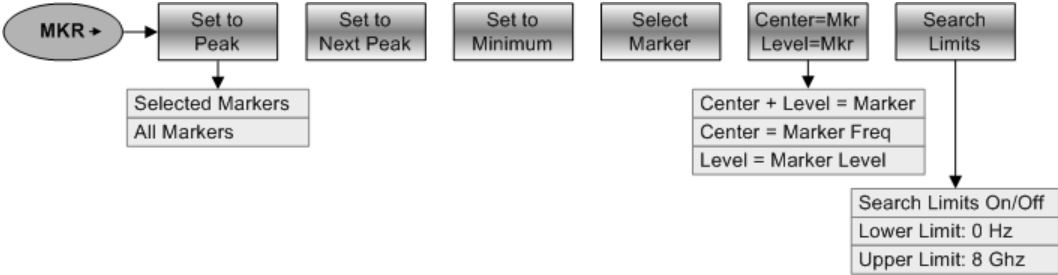 MKR →
Set to
Peak
Set to
Next Peak
Set to
Minimum
Select
Marker
Center=Mkr
Level=Mkr
Search
Limits
Selected Markers
All Markers
Center + Level = Marker
Center = Marker Freq
Level = Marker Level
Search Limits On/Off
Lower Limit: 0 Hz
Upper Limit: 8 Ghz